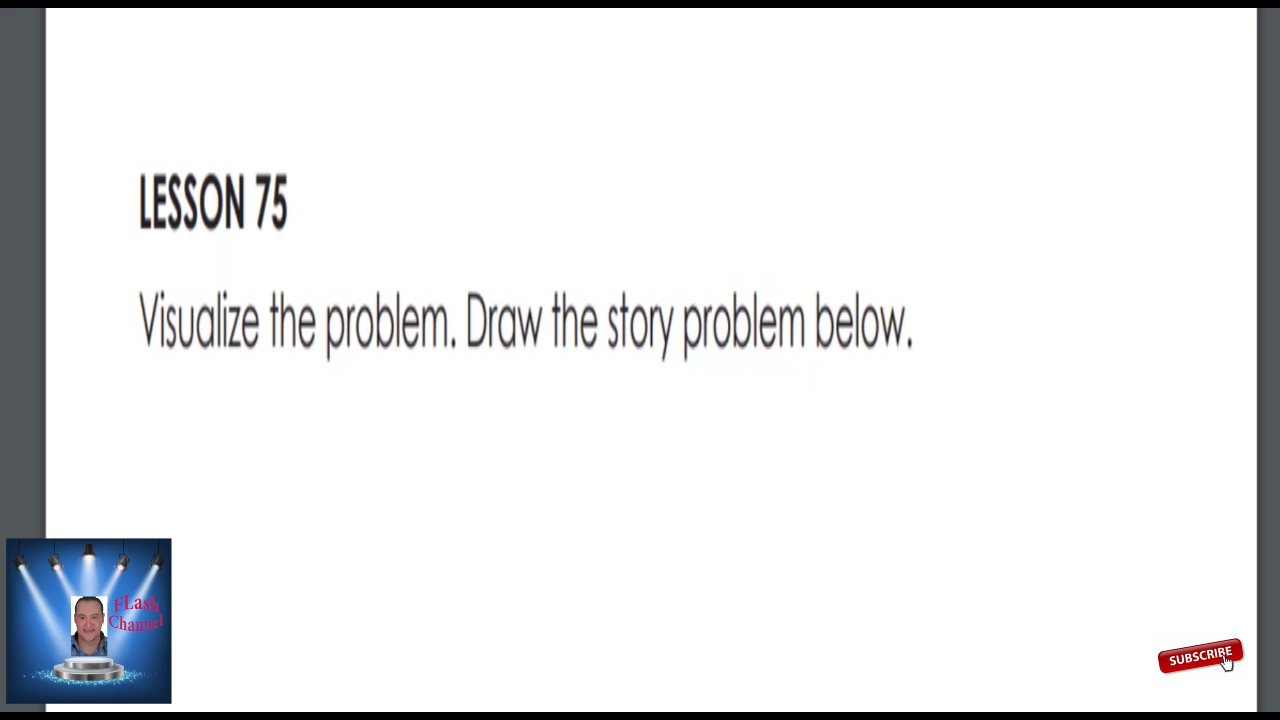 LESSON 75
Visualize the problem. Draw the story problem below.
FLash
Channel
SUBSCRIBE